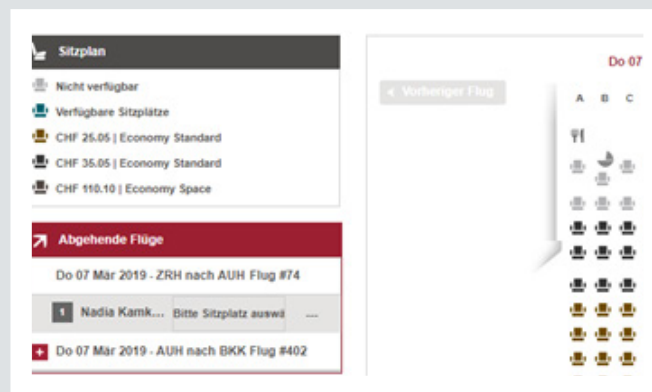 Sitzplan
Nicht verfügbar
Verfügbare Sitzplätze
CHF 25.05 | Economy Standard
CHF 35.05 | Economy Standard
CHF 110.10 | Economy Space
Abgehende Flüge
Do 07 Mär 2019 - ZRH nach AUH Flug #74
1 Nadia Kamk... Bitte Sitzplatz auswä ...
Do 07 Mär 2019 - AUH nach BKK Flug #402
Do 07
Vorheriger Flug
A B C